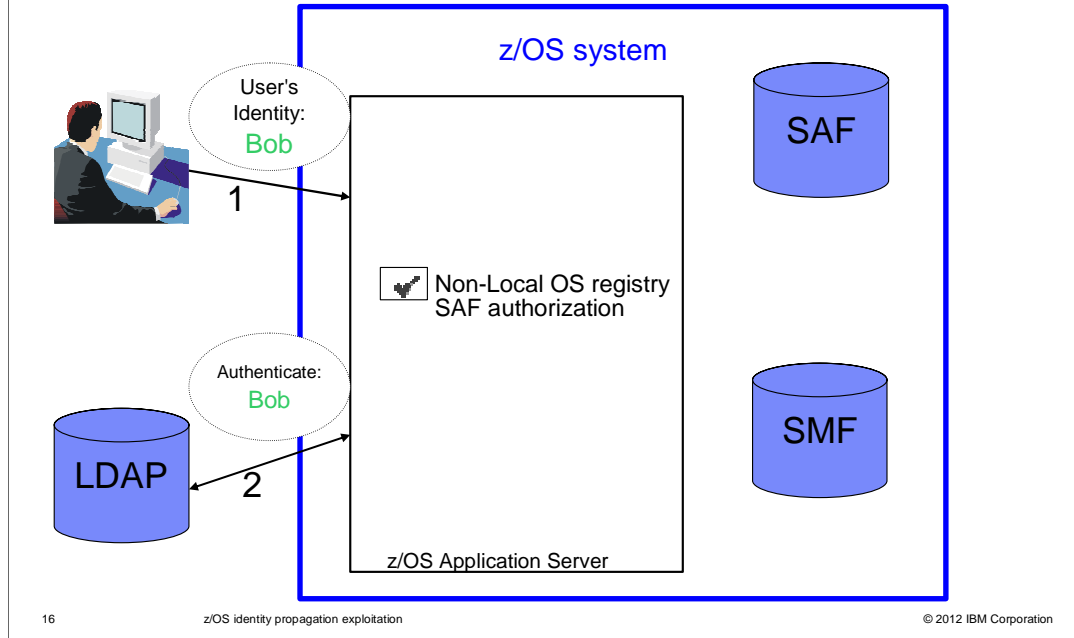 z/OS system
User's
Identity:
Bob
1
SAF
Non-Local OS registry
SAF authorization
Authenticate:
Bob
LDAP
2
SMF
z/OS Application Server
16
z/OS identity propagation exploitation
© 2012 IBM Corporation